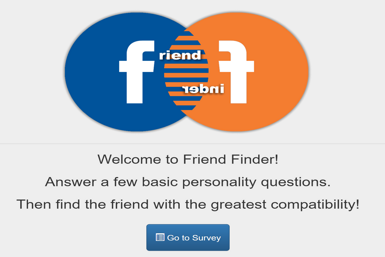 friend
finder
Welcome to Friend Finder!
Answer a few basic personality questions.
Then find the friend with the greatest compatibility!
Go to Survey